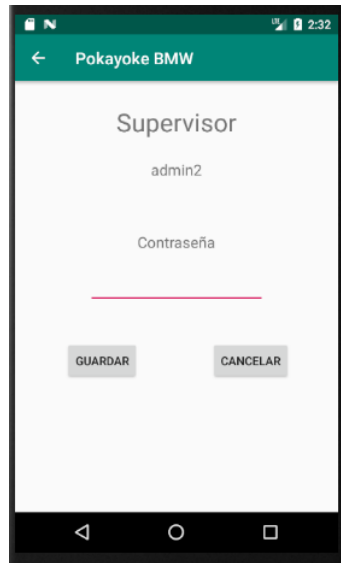 2:32
Pokayoke BMW
Supervisor
admin2
Contraseña
GUARDAR CANCELAR